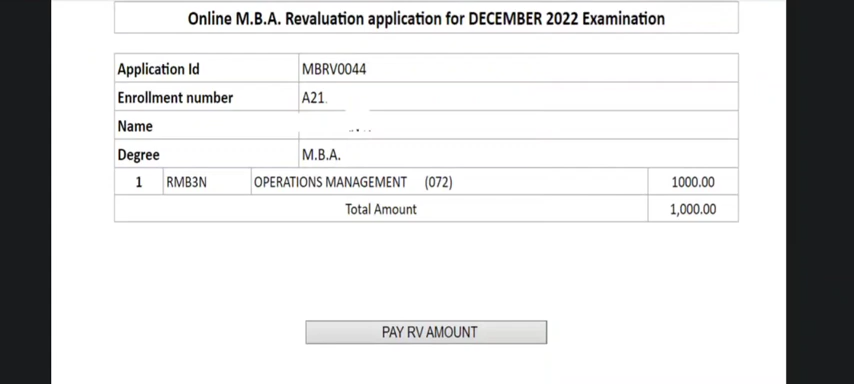 Online M.B.A. Revaluation application for DECEMBER 2022 Examination
Application Id MBRV0044
Enrollment number A21
Name
Degree M.B.A.
1 RMB3N OPERATIONS MANAGEMENT (072) 1000.00
Total Amount 1,000.00
PAY RV AMOUNT